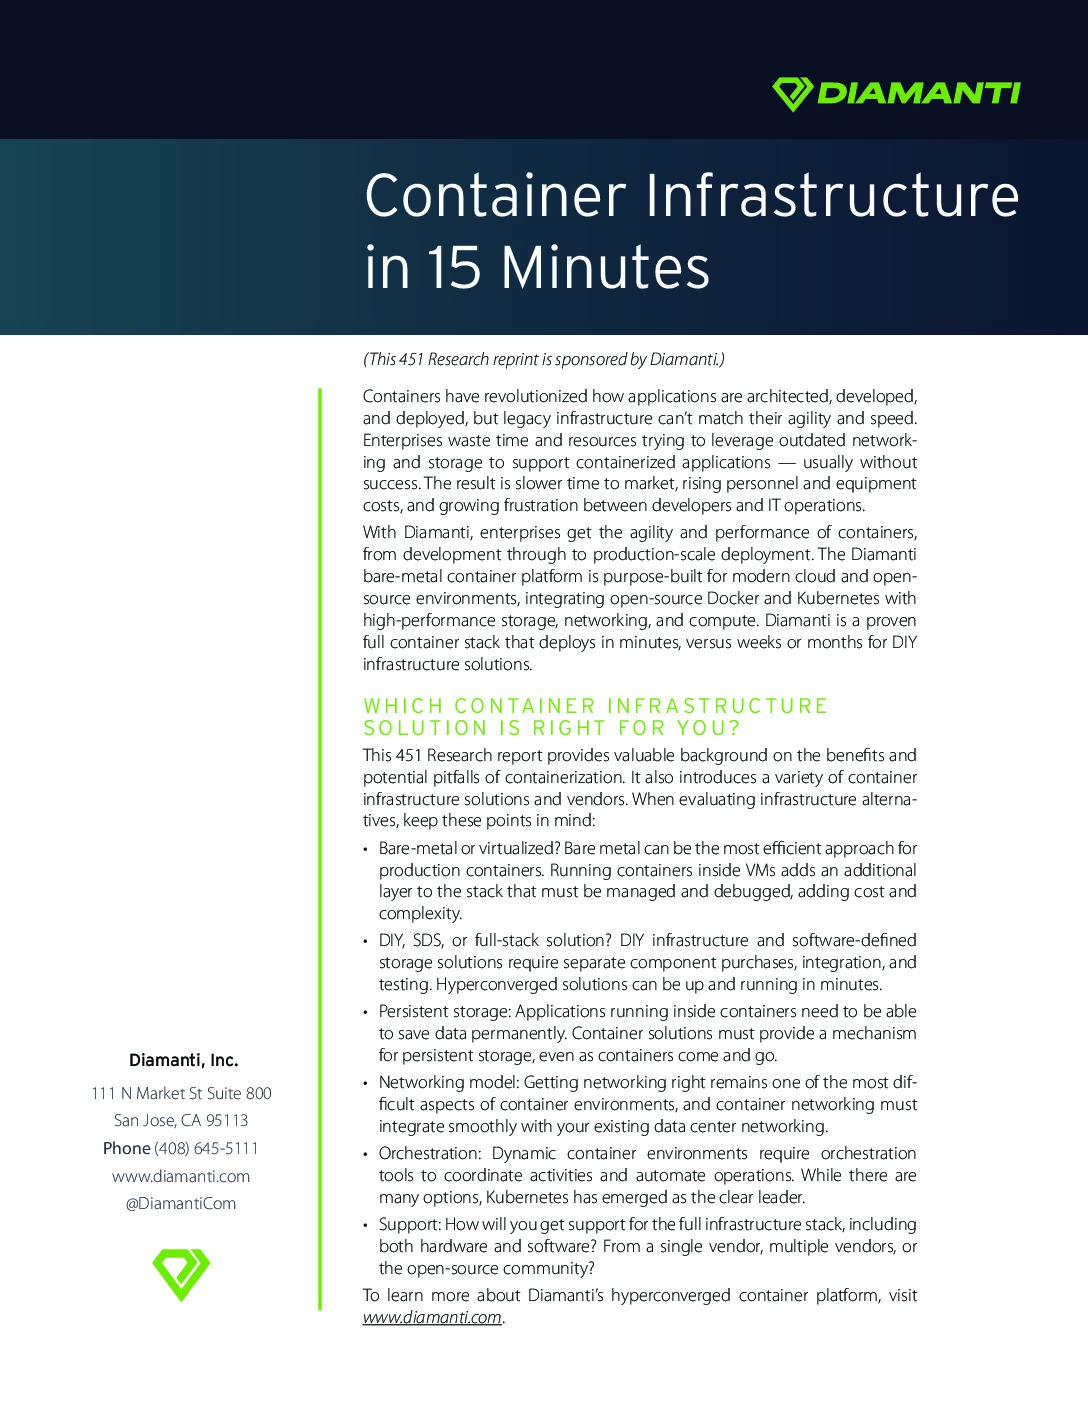 DIAMANTI
Container Infrastructure
in 15 Minutes
(This 451 Research reprint is sponsored by Diamanti.)
Containers have revolutionized how applications are architected, developed,
and deployed, but legacy infrastructure can't match their agility and speed.
Enterprises waste time and resources trying to leverage outdated network-
ing and storage to support containerized applications — usually without
success. The result is slower time to market, rising personnel and equipment
costs, and growing frustration between developers and IT operations.
With Diamanti, enterprises get the agility and performance of containers,
from development through to production-scale deployment. The Diamanti
bare-metal container platform is purpose-built for modern cloud and open-
source environments, integrating open-source Docker and Kubernetes with
high-performance storage, networking, and compute. Diamanti is a proven
full container stack that deploys in minutes, versus weeks or months for DIY
infrastructure solutions.
WHICH CONTAINER INFRASTRUCTURE
SOLUTION IS RIGHT FOR YOU?
This 451 Research report provides valuable background on the benefits and
potential pitfalls of containerization. It also introduces a variety of container
infrastructure solutions and vendors. When evaluating infrastructure alterna-
tives, keep these points in mind:
• Bare-metal or virtualized? Bare metal can be the most efficient approach for
production containers. Running containers inside VMs adds an additional
layer to the stack that must be managed and debugged, adding cost and
complexity.
• DIY, SDS, or full-stack solution? DIY infrastructure and software-defined
storage solutions require separate component purchases, integration, and
testing. Hyperconverged solutions can be up and running in minutes.
• Persistent storage: Applications running inside containers need to be able
to save data permanently. Container solutions must provide a mechanism
for persistent storage, even as containers come and go.
• Networking model: Getting networking right remains one of the most dif-
ficult aspects of container environments, and container networking must
integrate smoothly with your existing data center networking.
• Orchestration: Dynamic container environments require orchestration
tools to coordinate activities and automate operations. While there are
many options, Kubernetes has emerged as the clear leader.
• Support: How will you get support for the full infrastructure stack, including
both hardware and software? From a single vendor, multiple vendors, or
the open-source community?
To learn more about Diamanti's hyperconverged container platform, visit
www.diamanti.com.
Diamanti, Inc.
111 N Market St Suite 800
San Jose, CA 95113
Phone (408) 645-5111
www.diamanti.com
@DiamantiCom